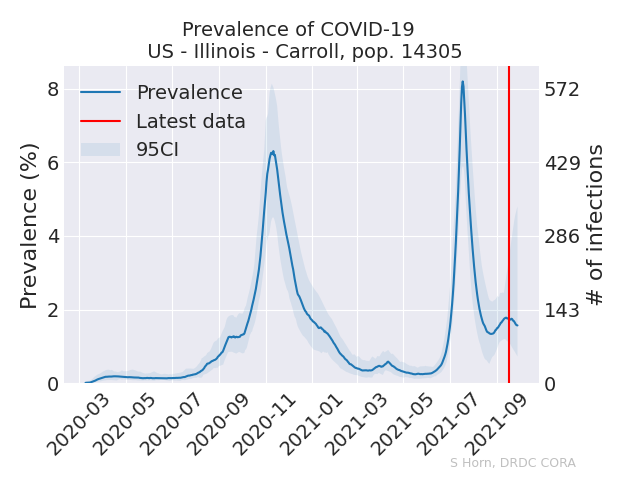 Prevalence of COVID-19
US - Illinois - Carroll, pop. 14305
Prevalence
Latest data
95CI
Prevalence (%)
8
6
4
2
0
# of infections
572
429
286
143
0
2020-03
2020-05
2020-07
2020-09
2020-11
2021-01
2021-03
2021-05
2021-07
2021-09
S Horn, DRDC CORA